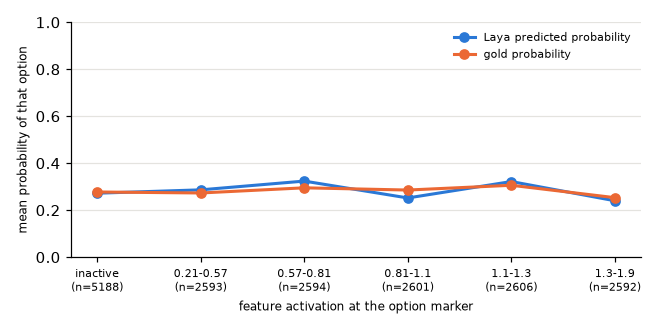 1.0
0.8
0.6
0.4
0.2
0.0
mean probability of that option
Laya predicted probability
gold probability
inactive
(n=5188)
0.21-0.57
(n=2593)
0.57-0.81
(n=2594)
0.81-1.1
(n=2601)
1.1-1.3
(n=2606)
1.3-1.9
(n=2592)
feature activation at the option marker